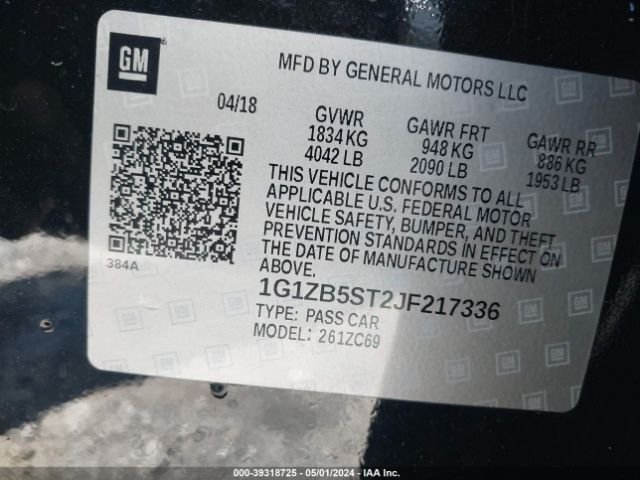 GM
MFD BY GENERAL MOTORS LLC
04/18
GVWR
1834 KG
4042 LB
GAWR FRT
948 KG
2090 LB
GAWR RR
886 KG
1953 LB
THIS VEHICLE CONFORMS TO ALL
APPLICABLE U.S. FEDERAL MOTOR
VEHICLE SAFETY, BUMPER, AND THEFT
PREVENTION STANDARDS IN EFFECT ON
THE DATE OF MANUFACTURE SHOWN
ABOVE.
384A
1G1ZB5ST2JF217336
TYPE: PASS CAR
MODEL: 261ZC69
000-39318725 - 05/01/2024 - IAA Inc.